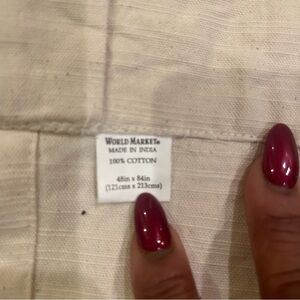 WORLD MARKET®
MADE IN INDIA
100% COTTON
48in x 84in
(121cms x 213cms)